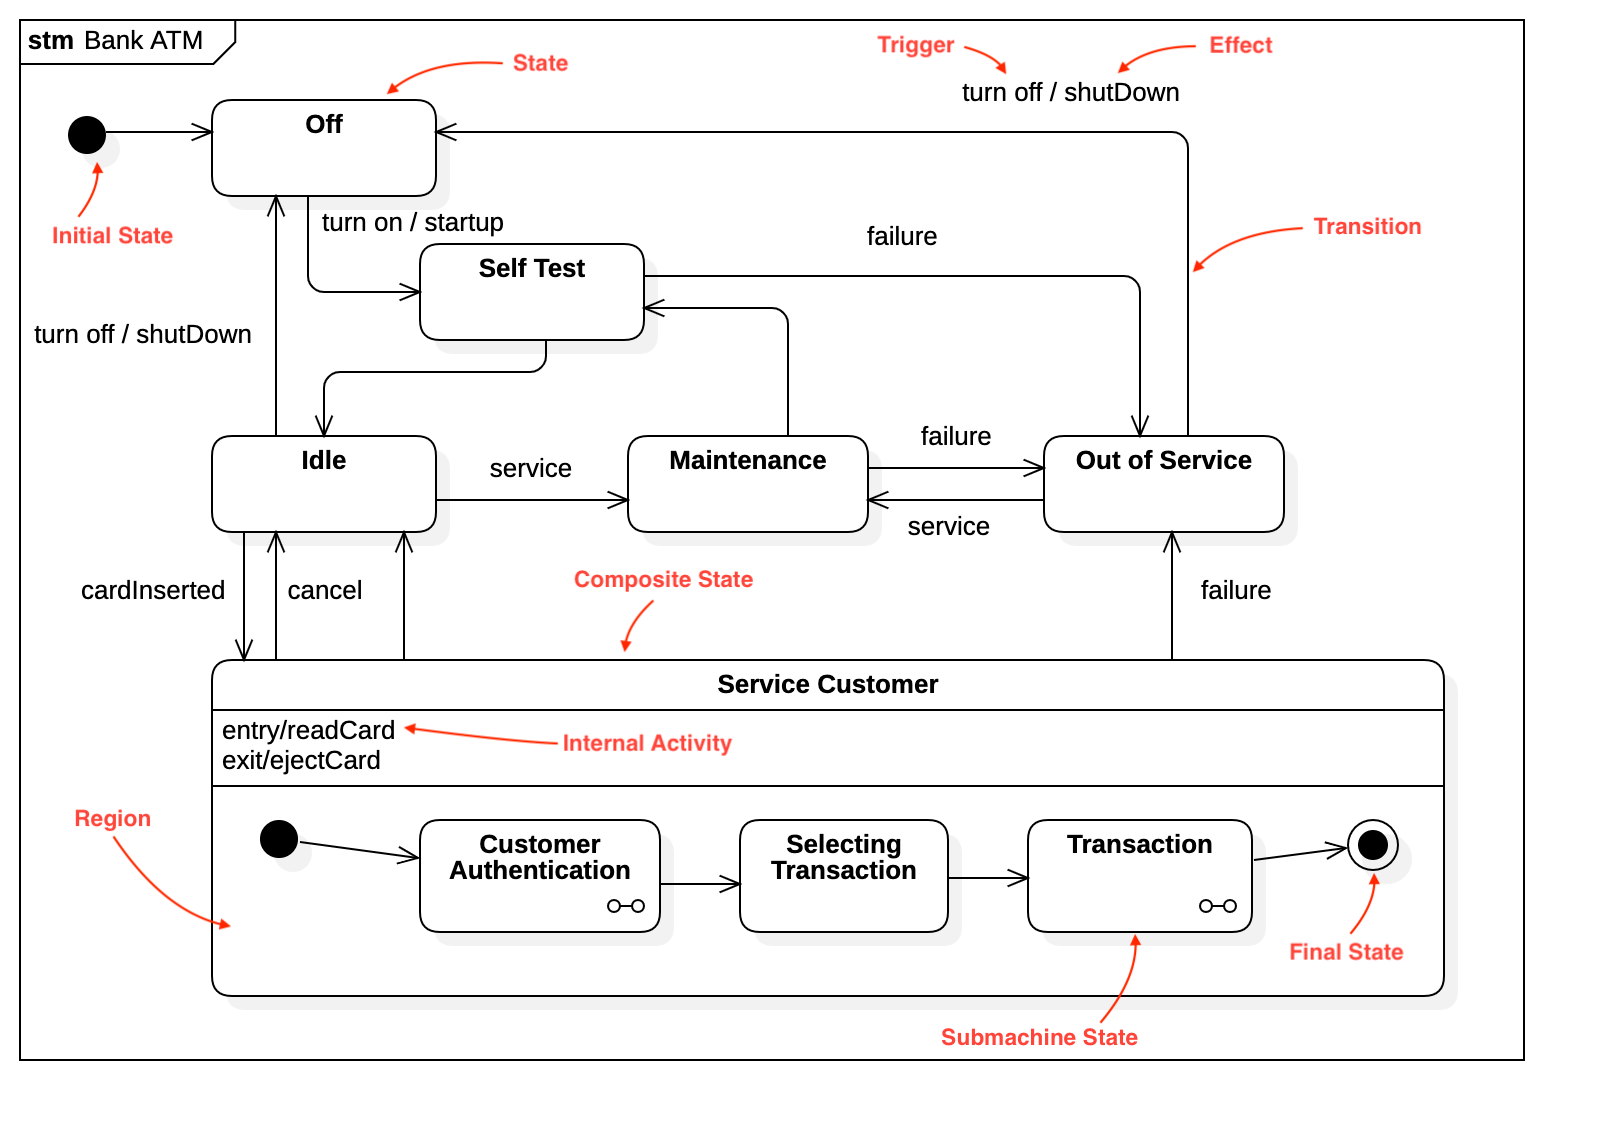 stm Bank ATM
Trigger
Effect
State
turn off / shutDown
Off
Initial State
turn on / startup
failure
Transition
Self Test
turn off / shutDown
Idle
service
Maintenance
failure
Out of Service
service
cardInserted
cancel
Composite State
failure
Service Customer
entry/readCard
Internal Activity
exit/ejectCard
Region
Customer
Authentication
Selecting
Transaction
Transaction
Final State
Submachine State